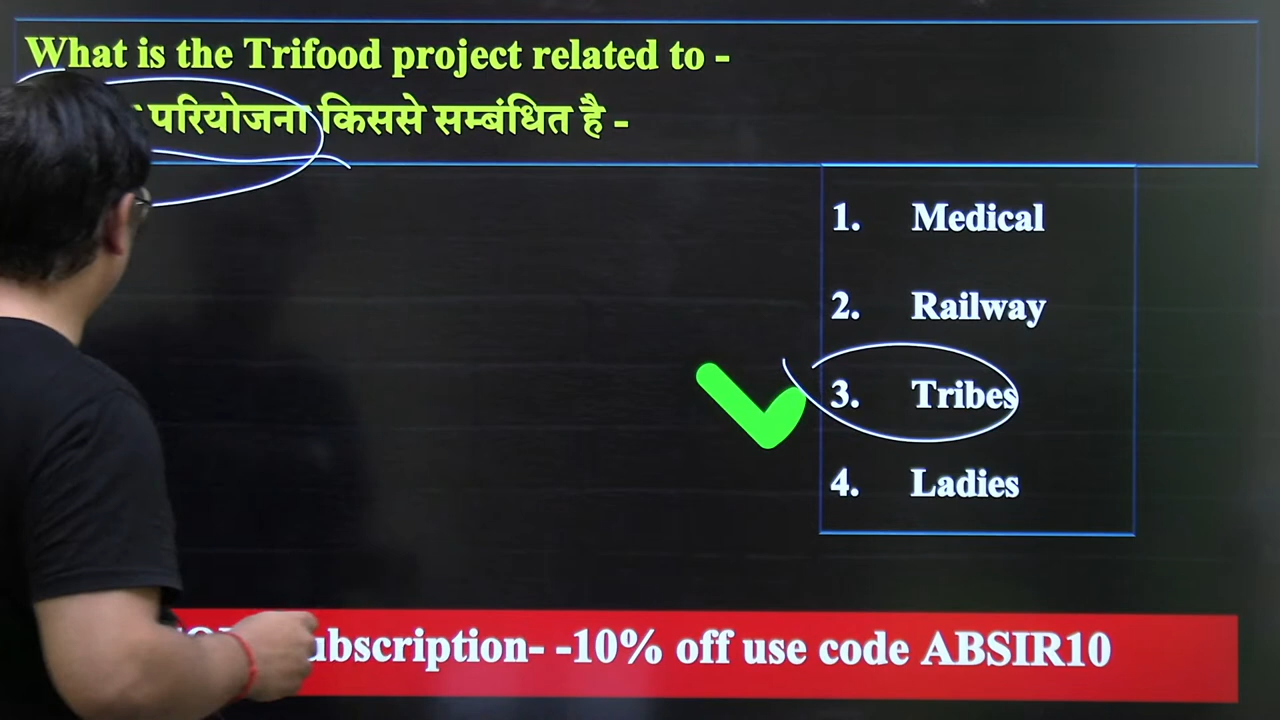 What is the Trifood project related to -
परियोजना किससे सम्बंधित है -
1. Medical
2. Railway
3. Tribes
4. Ladies
ubscription- -10% off use code ABSIR10